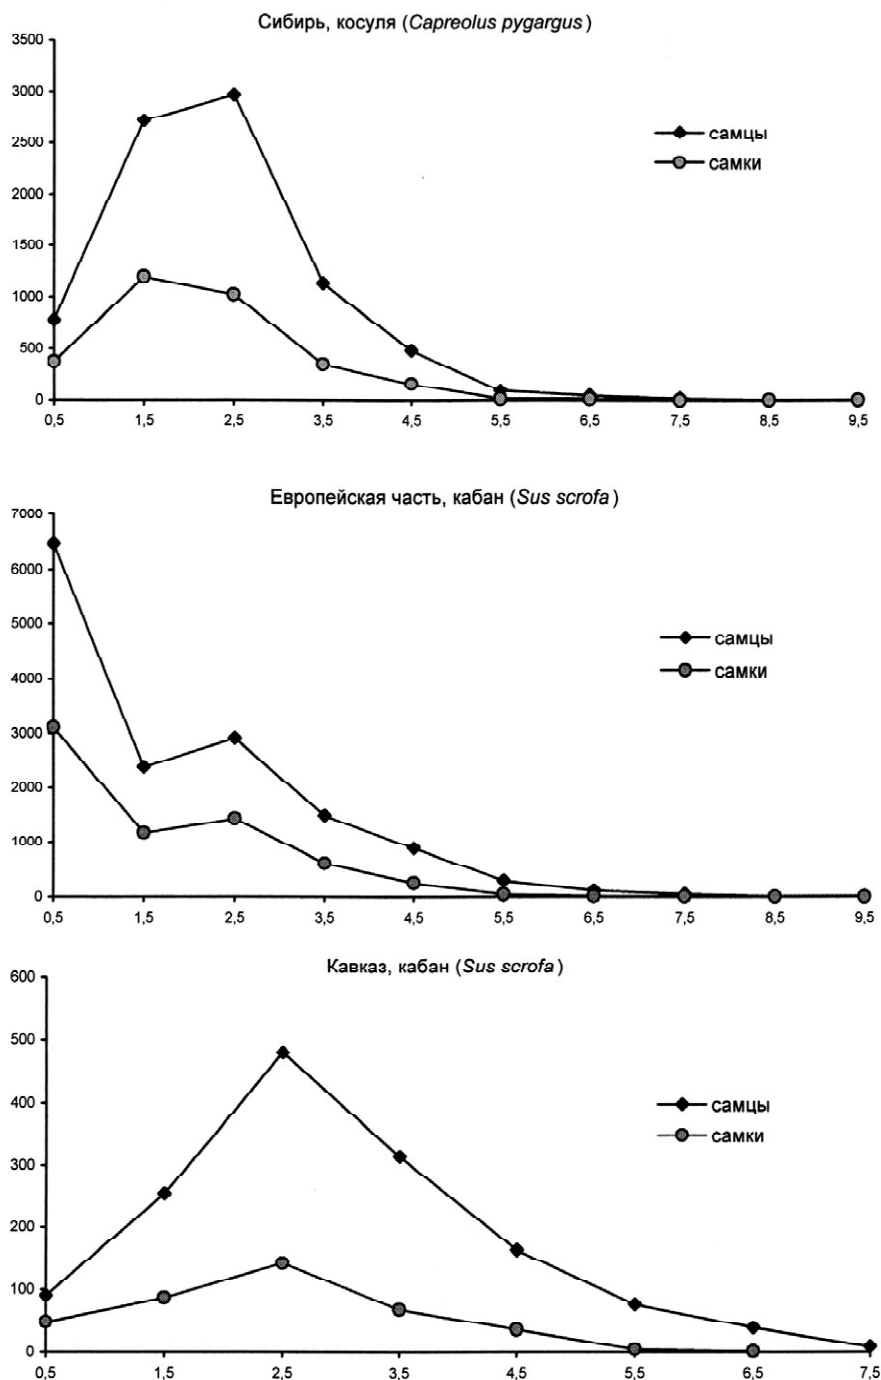 Сибирь, косуля (Capreolus pygargus)
3500
3000
2500
2000
1500
1000
500
0
самцы
самки
0,5 1,5 2,5 3,5 4,5 5,5 6,5 7,5 8,5 9,5
Европейская часть, кабан (Sus scrofa)
7000
6000
5000
4000
3000
2000
1000
0
самцы
самки
0,5 1,5 2,5 3,5 4,5 5,5 6,5 7,5 8,5 9,5
Кавказ, кабан (Sus scrofa)
600
500
400
300
200
100
0
самцы
самки
0,5 1,5 2,5 3,5 4,5 5,5 6,5 7,5